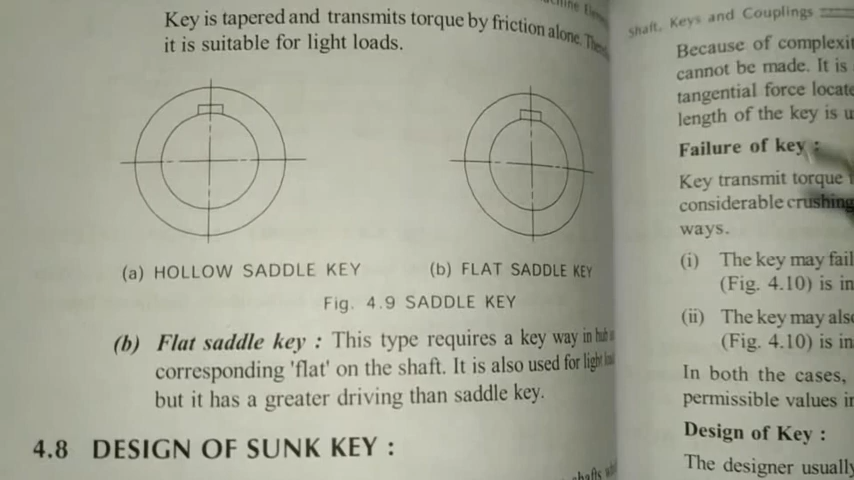 Key is tapered and transmits torque by friction alone.
it is suitable for light loads.
(a) HOLLOW SADDLE KEY
(b) FLAT SADDLE KEY
Fig. 4.9 SADDLE KEY
(b) Flat saddle key : This type requires a key way in hub
corresponding 'flat' on the shaft. It is also used for light
but it has a greater driving than saddle key.
4.8 DESIGN OF SUNK KEY :
Shaft, Keys and Couplings
Because of
cannot be made. It is
tangential force
length of the key is
Failure of key :
Key transmit torque
considerable crushing
ways.
(i) The key may fail
(Fig. 4.10) is in
(ii) The key may
(Fig. 4.10) is in
In both the cases,
permissible values
Design of Key :
The designer usually